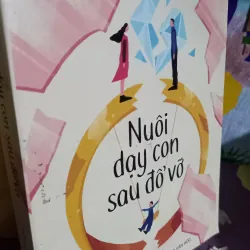 Nuôi
dạy con
sau đổ vỡ